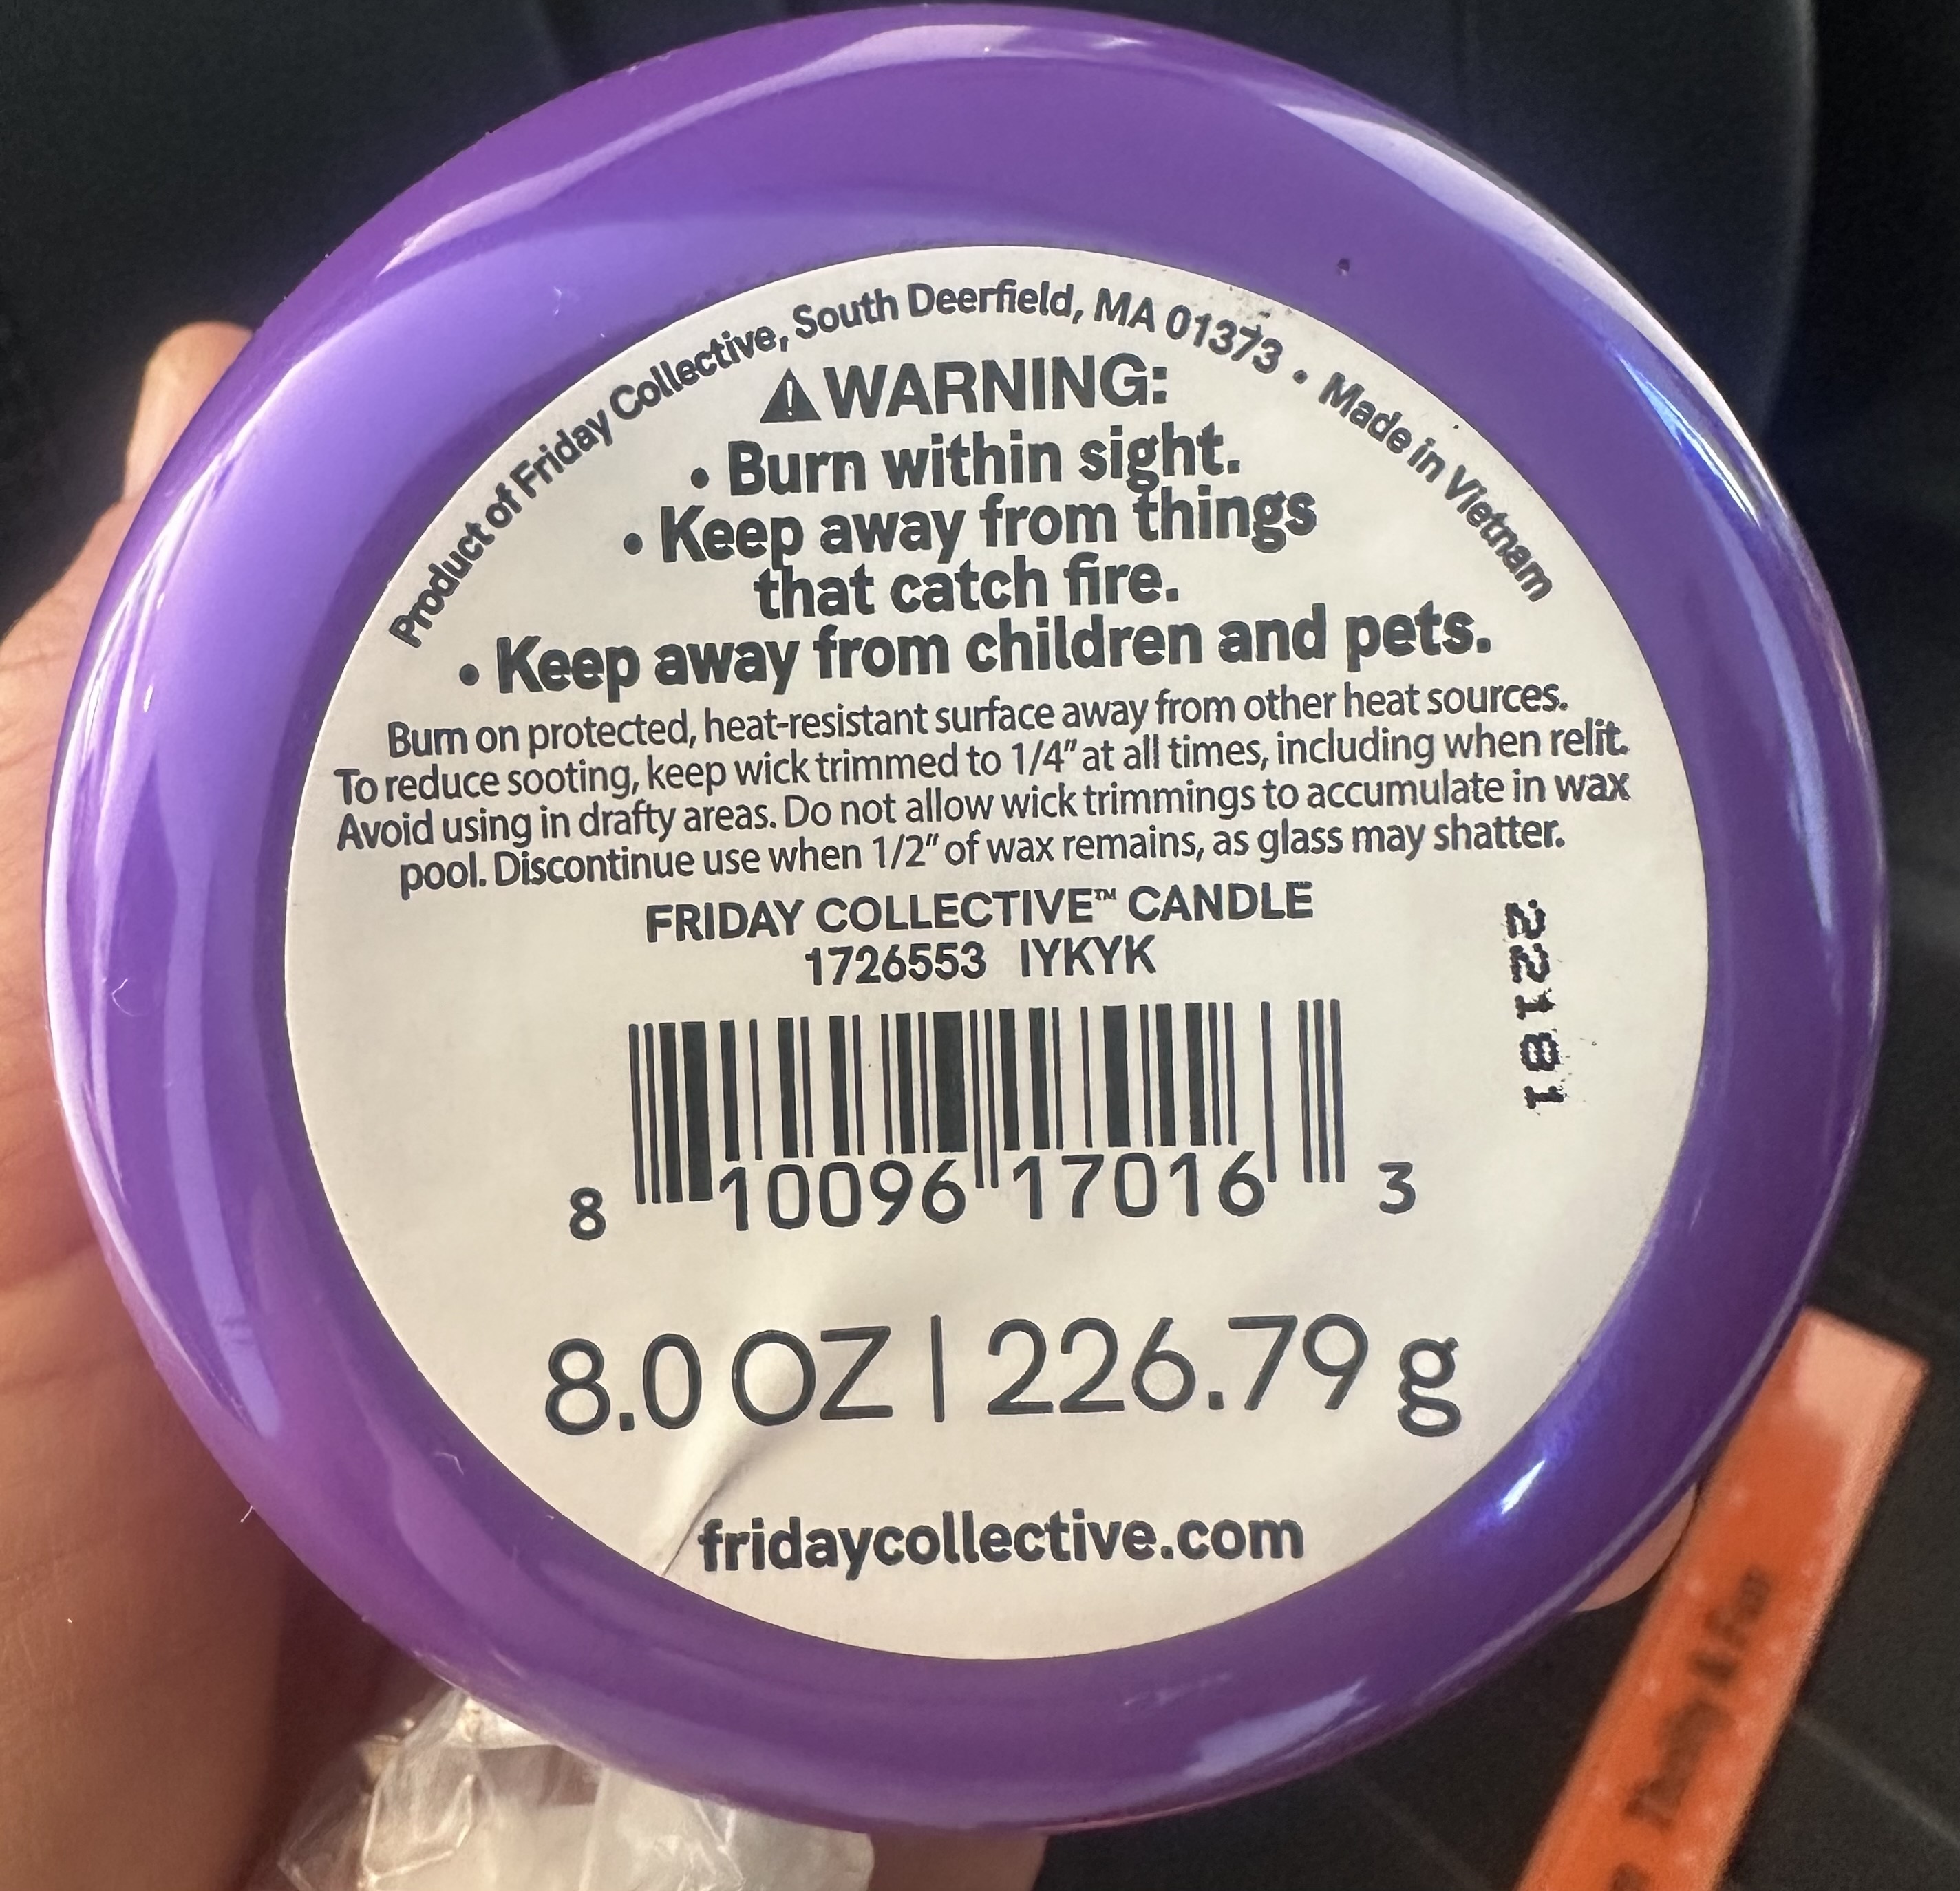 Product of Friday Collective, South Deerfield, MA 01373 • Made in Vietnam
⚠WARNING:
• Burn within sight.
• Keep away from things
that catch fire.
• Keep away from children and pets.
Burn on protected, heat-resistant surface away from other heat sources.
To reduce sooting, keep wick trimmed to 1/4" at all times, including when relit.
Avoid using in drafty areas. Do not allow wick trimmings to accumulate in wax
pool. Discontinue use when 1/2" of wax remains, as glass may shatter.
FRIDAY COLLECTIVE™ CANDLE
1726553 IYKYK
22181
8 10096 17016 3
8.0 OZ | 226.79 g
fridaycollective.com